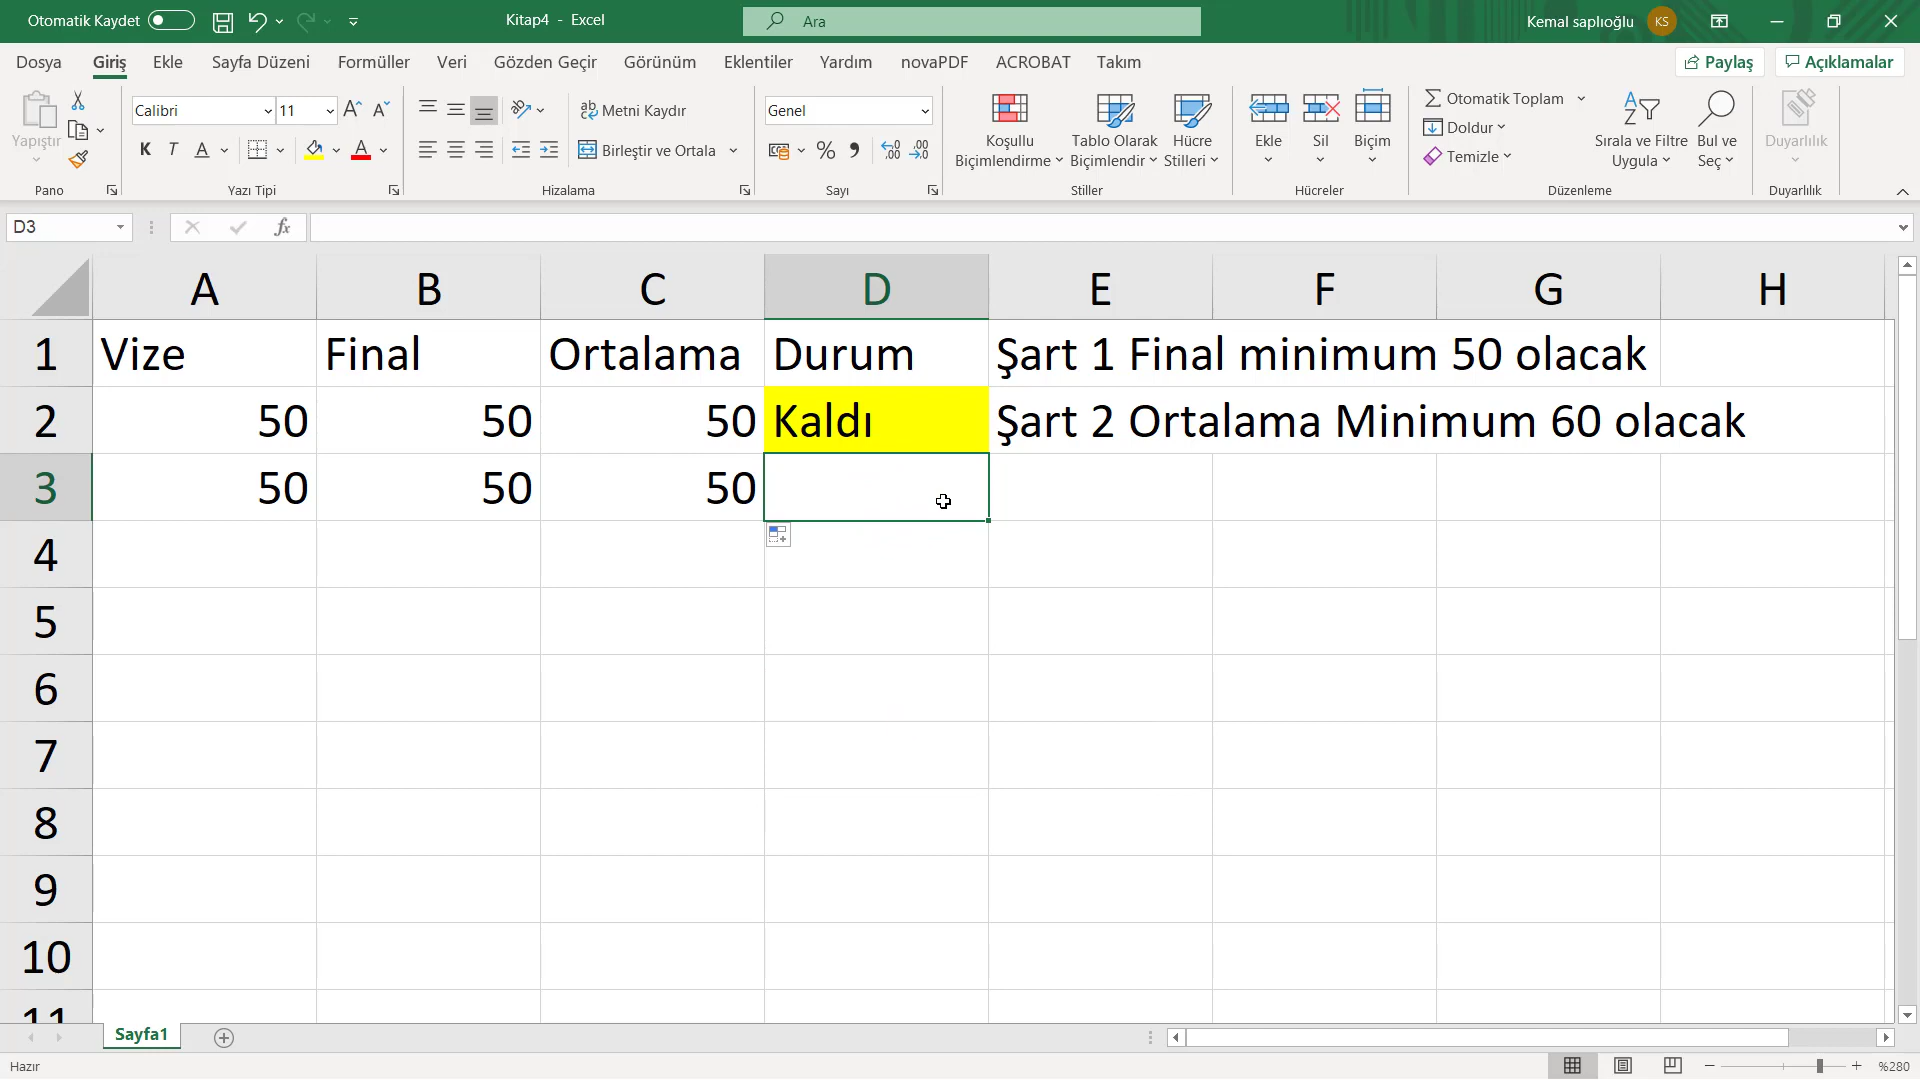 Otomatik Kaydet
Kitap4 - Excel
Ara
Kemal saplıoğlu
KS
Dosya Giriş Ekle Sayfa Düzeni Formüller Veri Gözden Geçir Görünüm Eklentiler Yardım novaPDF ACROBAT Takım
Paylaş
Açıklamalar
Yapıştır
Calibri
11
K T A
Metni Kaydır
Birleştir ve Ortala
Genel
Koşullu Biçimlendirme
Tablo Olarak Biçimlendir
Hücre Stilleri
Ekle
Sil
Biçim
Otomatik Toplam
Doldur
Temizle
Sırala ve Filtre Uygula
Bul ve Seç
Duyarlılık
Pano
Yazı Tipi
Hizalama
Sayı
Stiller
Hücreler
Düzenleme
Duyarlılık
D3
fx
A B C D E F G H
1 Vize Final Ortalama Durum Şart 1 Final minimum 50 olacak
2 50 50 50 Kaldı Şart 2 Ortalama Minimum 60 olacak
3 50 50 50
4
5
6
7
8
9
10
11
Sayfa1
Hazır
%280